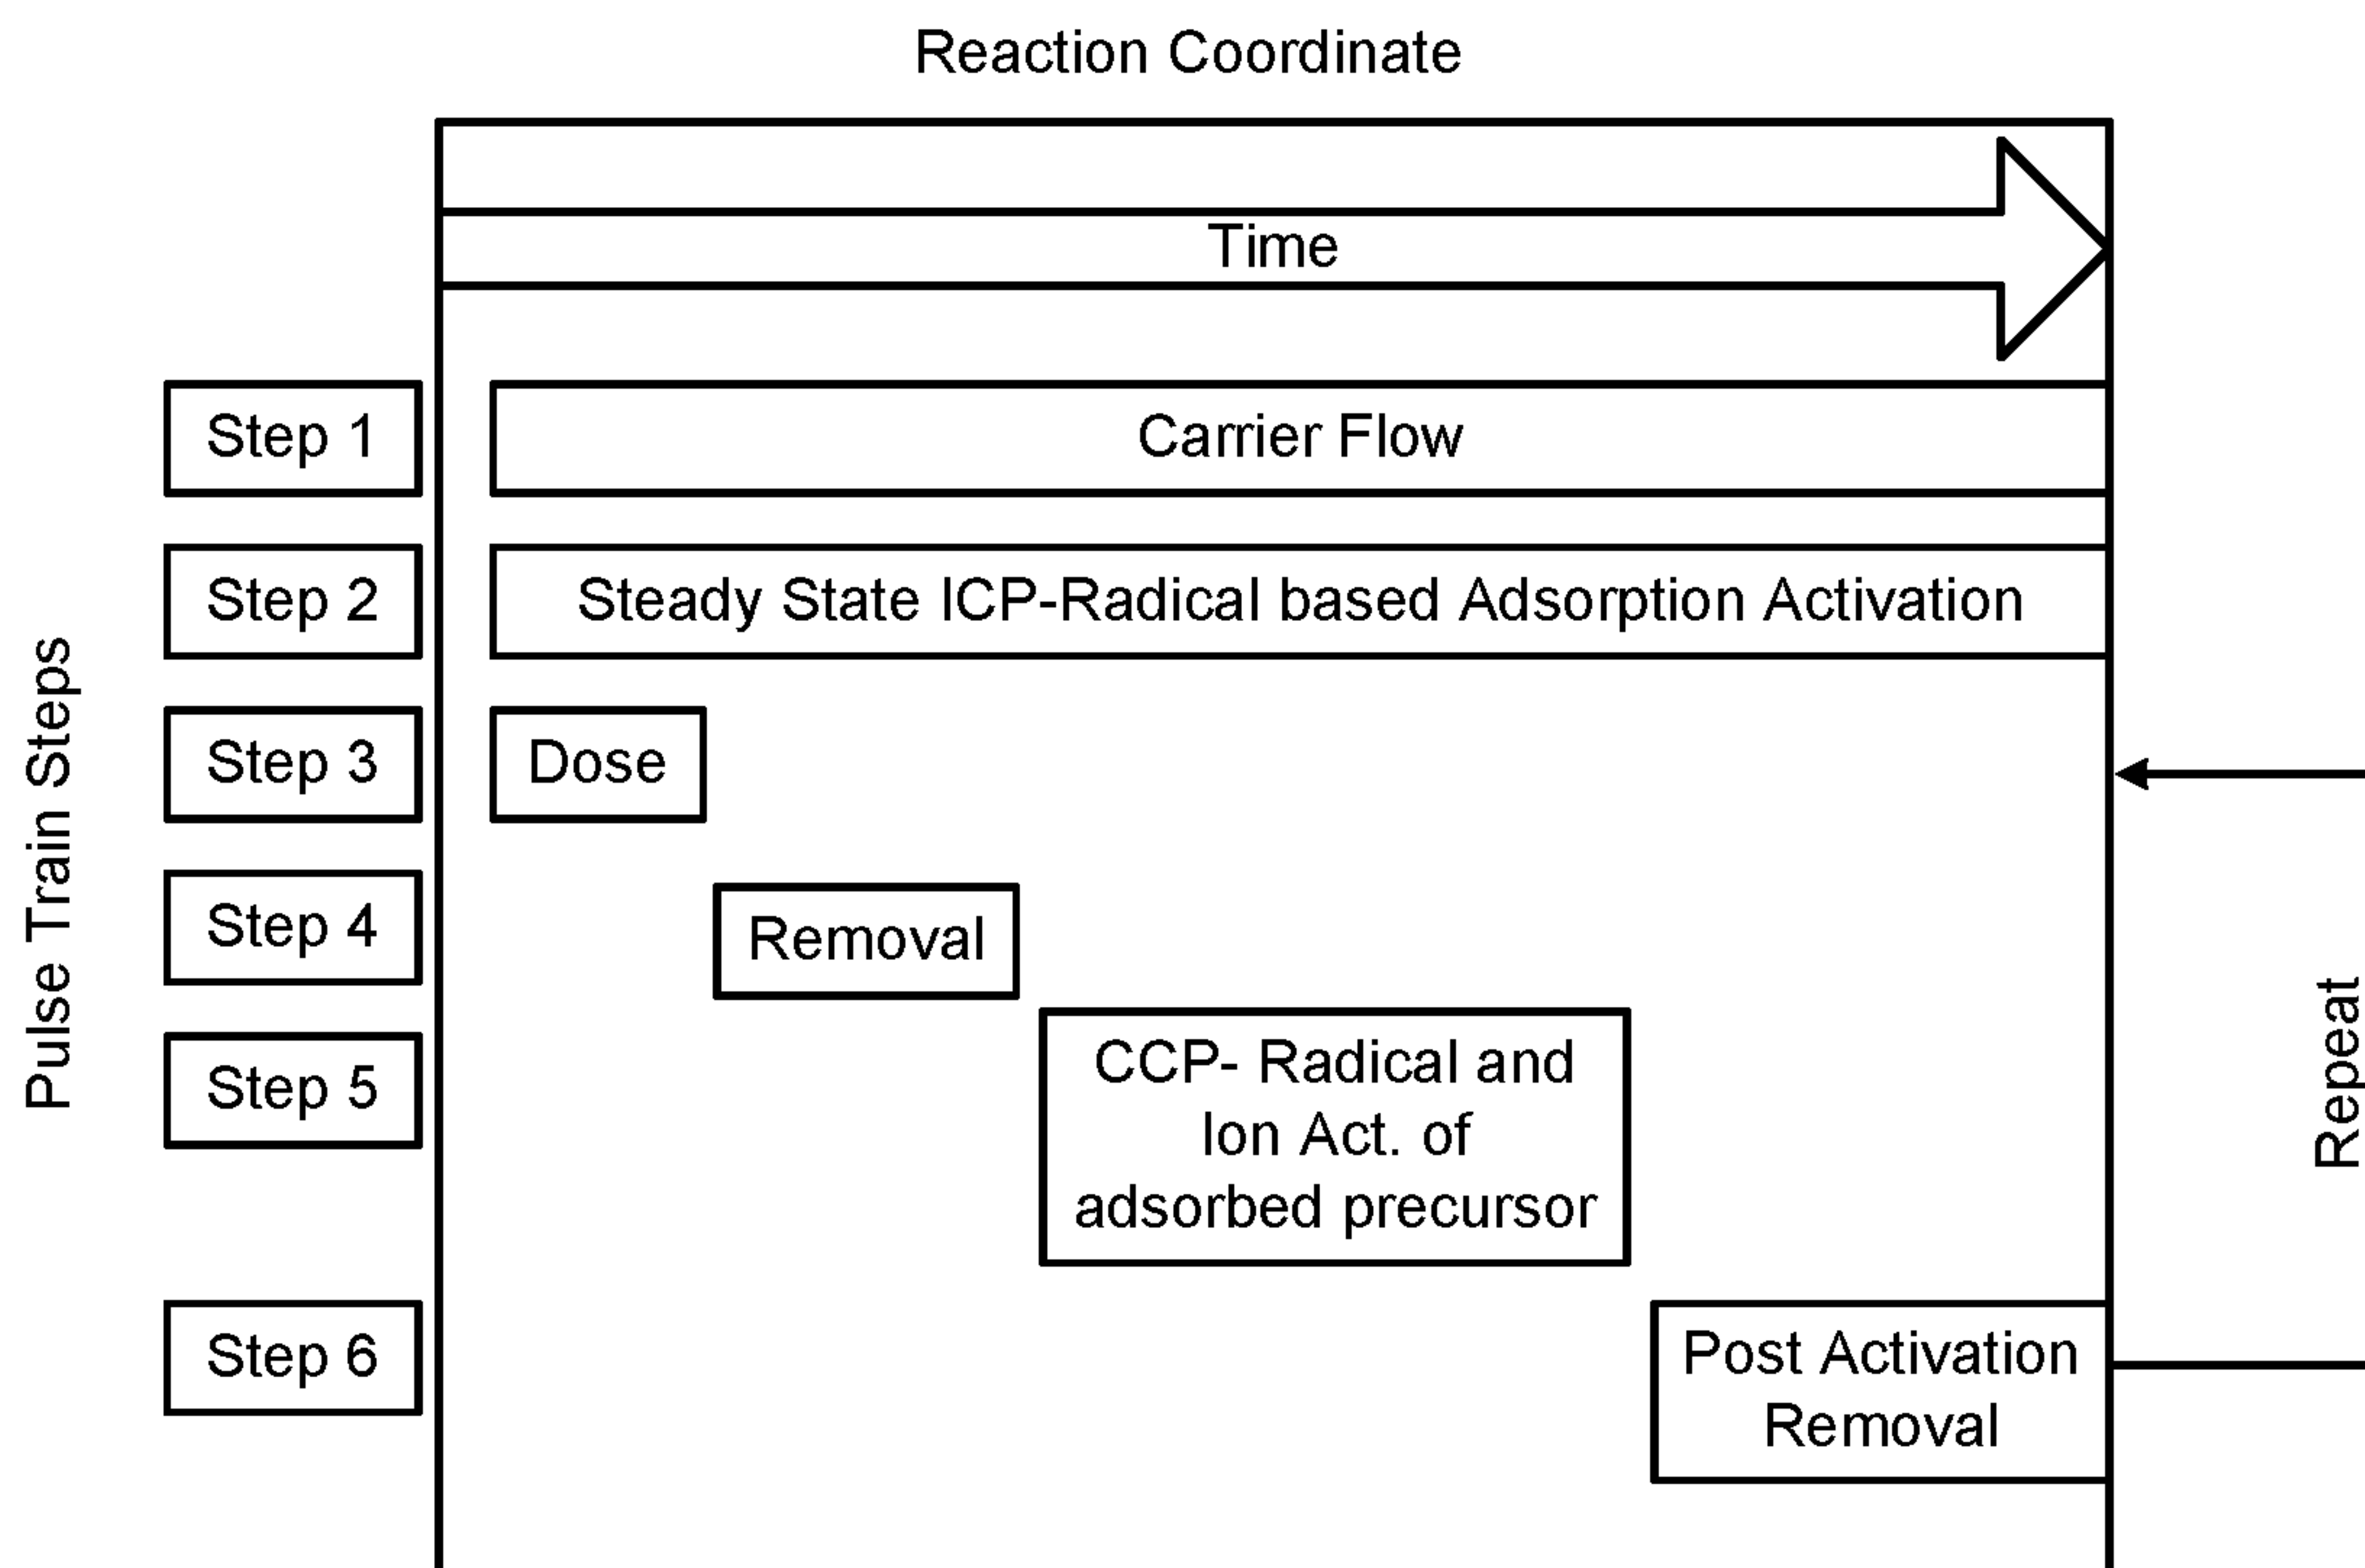 Reaction Coordinate
Time
Pulse Train Steps
Step 1
Carrier Flow
Step 2
Steady State ICP-Radical based Adsorption Activation
Step 3
Dose
Step 4
Removal
Step 5
CCP- Radical and
Ion Act. of
adsorbed precursor
Step 6
Post Activation
Removal
Repeat